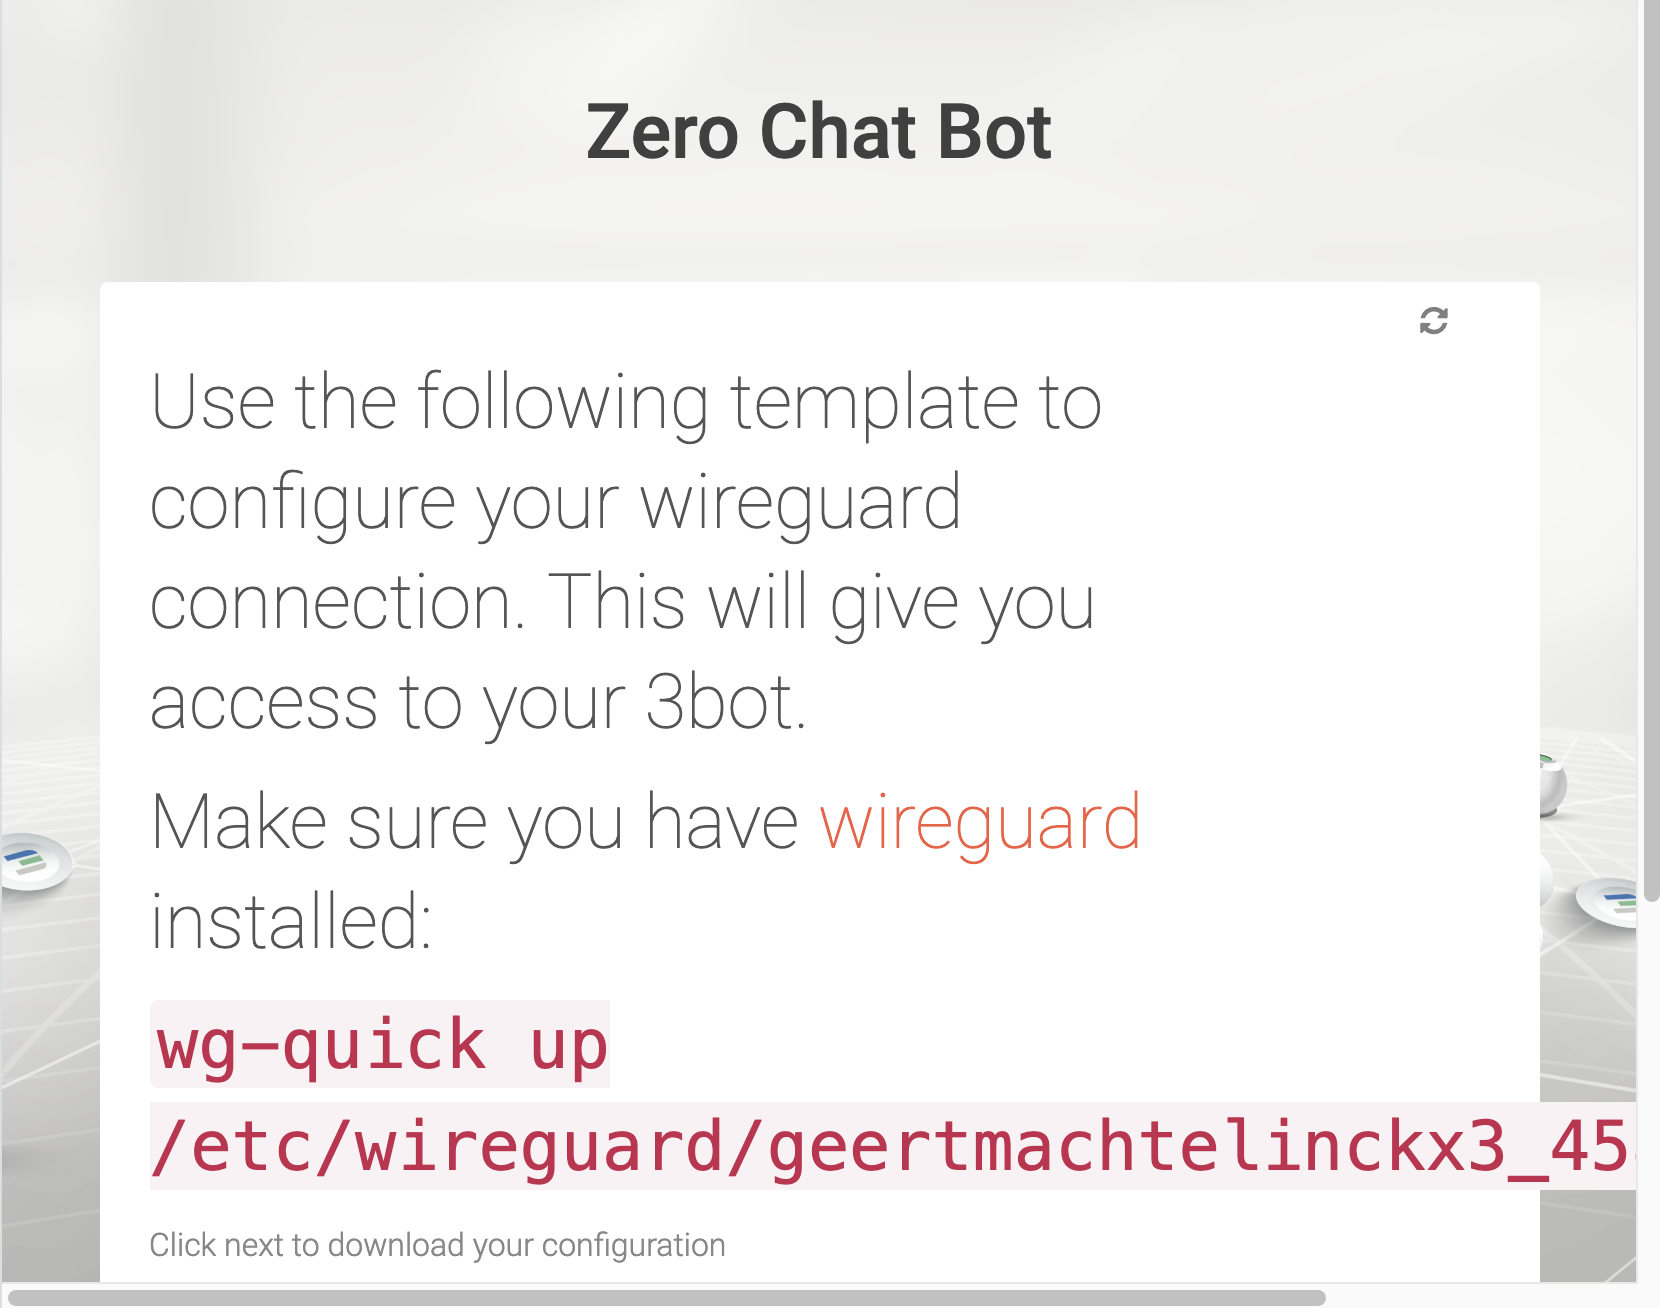 Zero Chat Bot
Use the following template to
configure your wireguard
connection. This will give you
access to your 3bot.
Make sure you have wireguard
installed:
wg-quick up
/etc/wireguard/geertmachtelinckx3_45
Click next to download your configuration